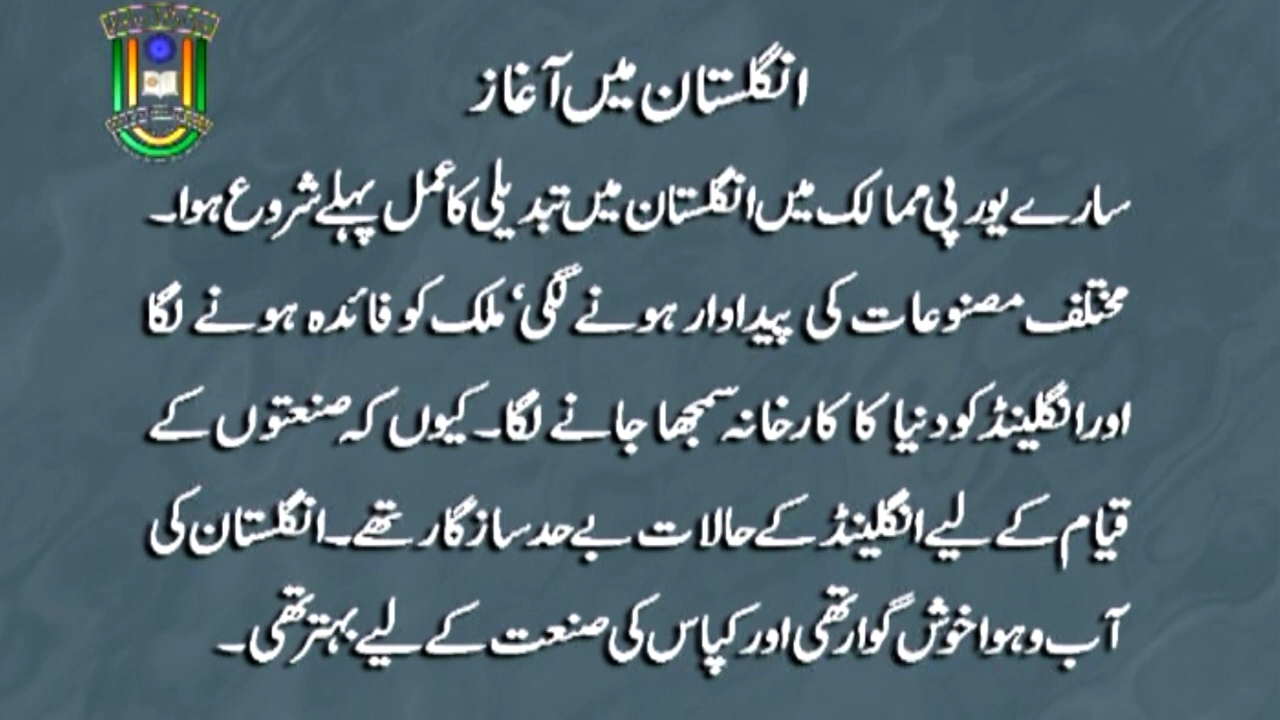 انگلستان میں آغاز
سارے یورپی ممالک میں انگلستان میں تبدیلی کا عمل پہلے شروع ہوا۔
مختلف مصنوعات کی پیداوار ہونے لگی، ملک کو فائدہ ہونے لگا
اور انگلینڈ کو دنیا کا کارخانہ سمجھا جانے لگا۔ کیوں کہ صنعتوں کے
قیام کے لیے انگلینڈ کے حالات بے حد سازگار تھے۔ انگلستان کی
آب و ہوا خوش گوار تھی اور کپاس کی صنعت کے لیے بہتر تھی۔